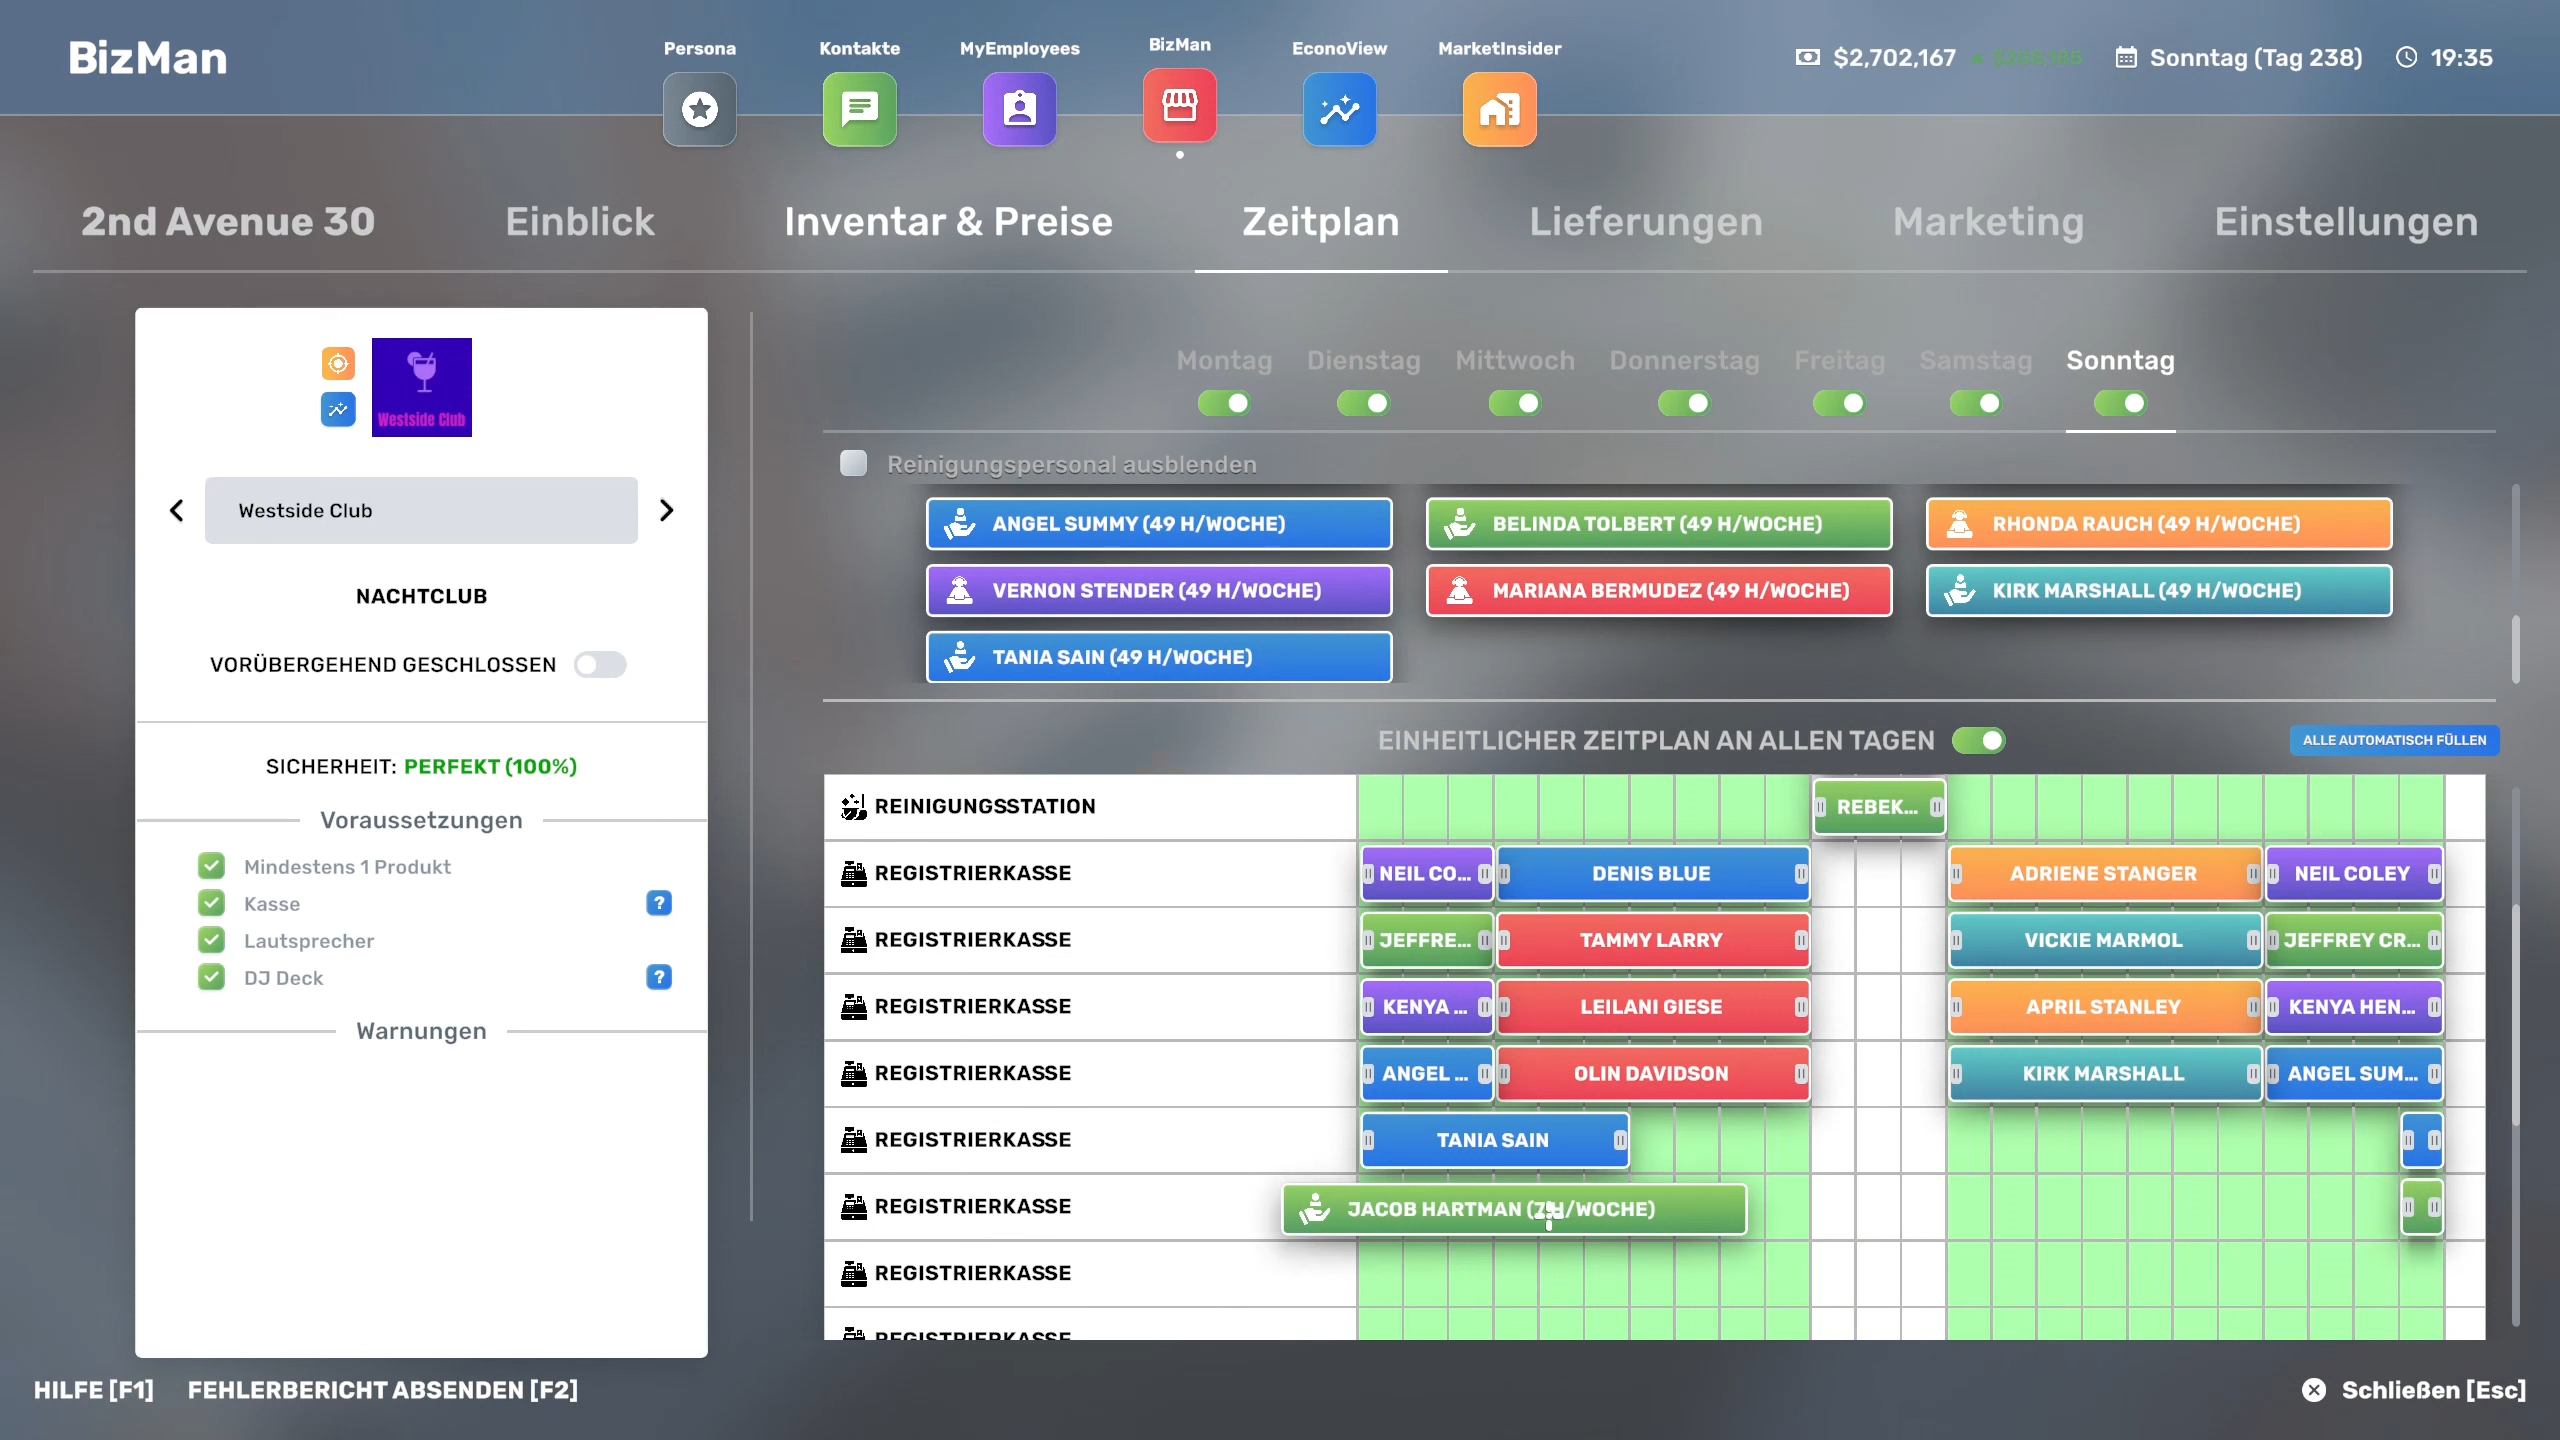 BizMan
Persona
Kontakte
MyEmployees
BizMan
EconoView
MarketInsider
$2,702,167
Sonntag (Tag 238)
19:35
2nd Avenue 30
Einblick
Inventar & Preise
Zeitplan
Lieferungen
Marketing
Einstellungen
Westside Club
Westside Club
NACHTCLUB
VORÜBERGEHEND GESCHLOSSEN
SICHERHEIT: PERFEKT (100%)
Voraussetzungen
Mindestens 1 Produkt
Kasse ?
Lautsprecher
DJ Deck ?
Warnungen
Montag Dienstag Mittwoch Donnerstag Freitag Samstag Sonntag
Reinigungspersonal ausblenden
ANGEL SUMMY (49 H/WOCHE) BELINDA TOLBERT (49 H/WOCHE) RHONDA RAUCH (49 H/WOCHE)
VERNON STENDER (49 H/WOCHE) MARIANA BERMUDEZ (49 H/WOCHE) KIRK MARSHALL (49 H/WOCHE)
TANIA SAIN (49 H/WOCHE)
EINHEITLICHER ZEITPLAN AN ALLEN TAGEN
ALLE AUTOMATISCH FÜLLEN
REINIGUNGSSTATION REBEK...
REGISTRIERKASSE NEIL CO... DENIS BLUE ADRIENE STANGER NEIL COLEY
REGISTRIERKASSE JEFFRE... TAMMY LARRY VICKIE MARMOL JEFFREY CR...
REGISTRIERKASSE KENYA ... LEILANI GIESE APRIL STANLEY KENYA HEN...
REGISTRIERKASSE ANGEL ... OLIN DAVIDSON KIRK MARSHALL ANGEL SUM...
REGISTRIERKASSE TANIA SAIN
REGISTRIERKASSE JACOB HARTMAN (7 H/WOCHE)
REGISTRIERKASSE
REGISTRIERKASSE
HILFE [F1] FEHLERBERICHT ABSENDEN [F2]
Schließen [Esc]